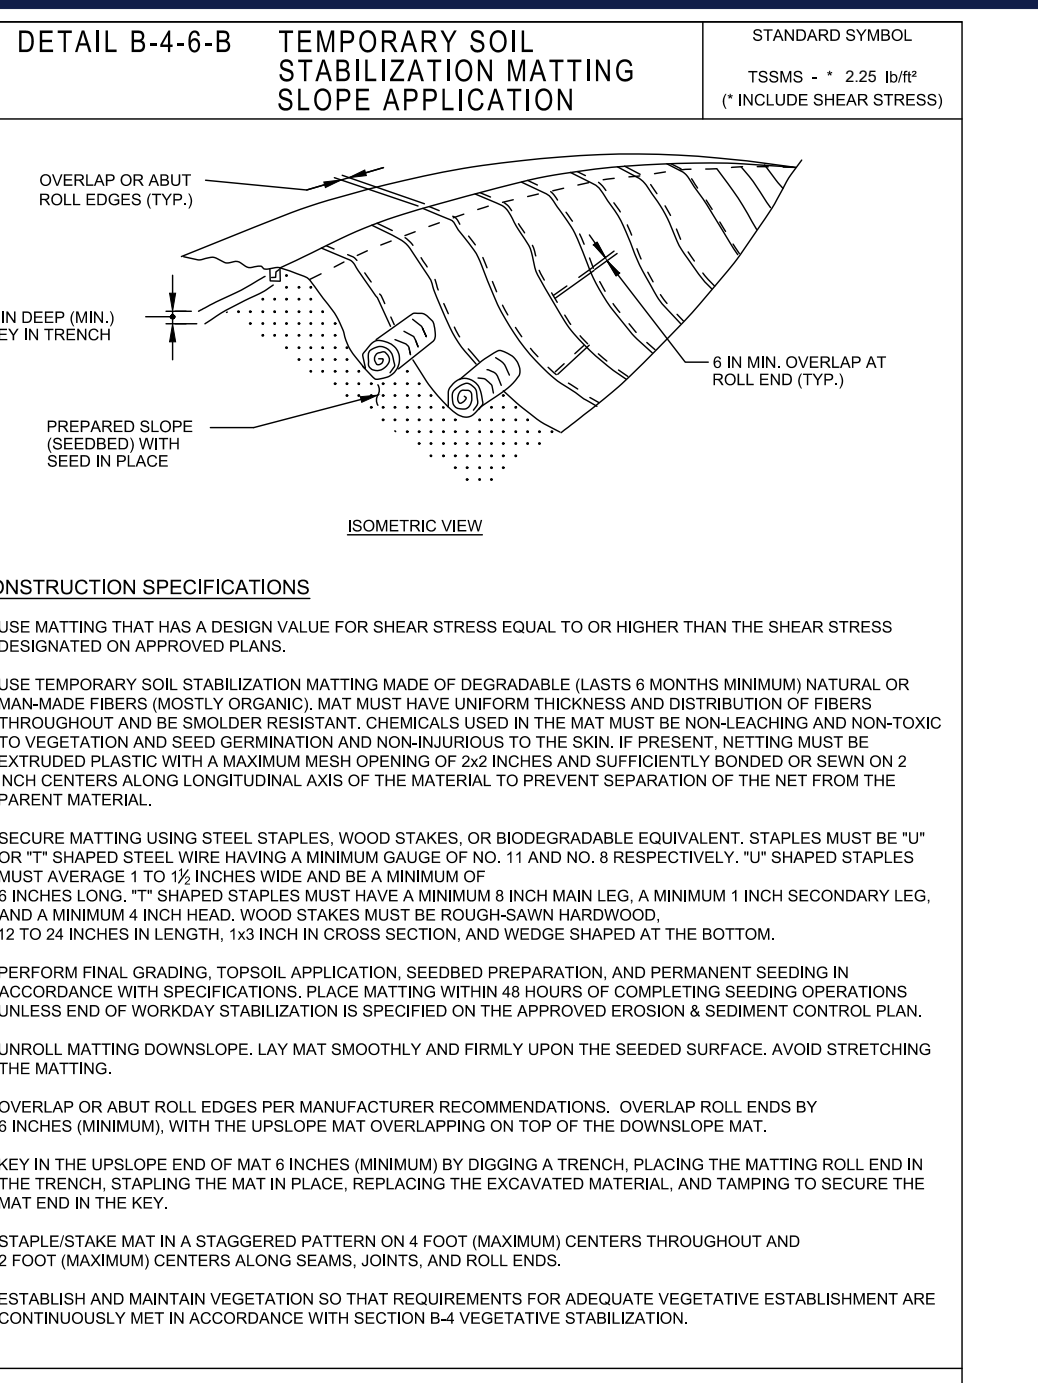 DETAIL B-4-6-B
TEMPORARY SOIL
STABILIZATION MATTING
SLOPE APPLICATION
STANDARD SYMBOL
TSSMS - * 2.25 lb/ft²
(* INCLUDE SHEAR STRESS)
OVERLAP OR ABUT
ROLL EDGES (TYP.)
IN DEEP (MIN.)
EY IN TRENCH
6 IN MIN. OVERLAP AT
ROLL END (TYP.)
PREPARED SLOPE
(SEEDBED) WITH
SEED IN PLACE
ISOMETRIC VIEW
ONSTRUCTION SPECIFICATIONS
USE MATTING THAT HAS A DESIGN VALUE FOR SHEAR STRESS EQUAL TO OR HIGHER THAN THE SHEAR STRESS
DESIGNATED ON APPROVED PLANS.
USE TEMPORARY SOIL STABILIZATION MATTING MADE OF DEGRADABLE (LASTS 6 MONTHS MINIMUM) NATURAL OR
MAN-MADE FIBERS (MOSTLY ORGANIC). MAT MUST HAVE UNIFORM THICKNESS AND DISTRIBUTION OF FIBERS
THROUGHOUT AND BE SMOLDER RESISTANT. CHEMICALS USED IN THE MAT MUST BE NON-LEACHING AND NON-TOXIC
TO VEGETATION AND SEED GERMINATION AND NON-INJURIOUS TO THE SKIN. IF PRESENT, NETTING MUST BE
EXTRUDED PLASTIC WITH A MAXIMUM MESH OPENING OF 2x2 INCHES AND SUFFICIENTLY BONDED OR SEWN ON 2
INCH CENTERS ALONG LONGITUDINAL AXIS OF THE MATERIAL TO PREVENT SEPARATION OF THE NET FROM THE
PARENT MATERIAL.
SECURE MATTING USING STEEL STAPLES, WOOD STAKES, OR BIODEGRADABLE EQUIVALENT. STAPLES MUST BE "U"
OR "T" SHAPED STEEL WIRE HAVING A MINIMUM GAUGE OF NO. 11 AND NO. 8 RESPECTIVELY. "U" SHAPED STAPLES
MUST AVERAGE 1 TO 1½ INCHES WIDE AND BE A MINIMUM OF
6 INCHES LONG. "T" SHAPED STAPLES MUST HAVE A MINIMUM 8 INCH MAIN LEG, A MINIMUM 1 INCH SECONDARY LEG,
AND A MINIMUM 4 INCH HEAD. WOOD STAKES MUST BE ROUGH-SAWN HARDWOOD,
12 TO 24 INCHES IN LENGTH, 1x3 INCH IN CROSS SECTION, AND WEDGE SHAPED AT THE BOTTOM.
PERFORM FINAL GRADING, TOPSOIL APPLICATION, SEEDBED PREPARATION, AND PERMANENT SEEDING IN
ACCORDANCE WITH SPECIFICATIONS. PLACE MATTING WITHIN 48 HOURS OF COMPLETING SEEDING OPERATIONS
UNLESS END OF WORKDAY STABILIZATION IS SPECIFIED ON THE APPROVED EROSION & SEDIMENT CONTROL PLAN.
UNROLL MATTING DOWNSLOPE. LAY MAT SMOOTHLY AND FIRMLY UPON THE SEEDED SURFACE. AVOID STRETCHING
THE MATTING.
OVERLAP OR ABUT ROLL EDGES PER MANUFACTURER RECOMMENDATIONS. OVERLAP ROLL ENDS BY
6 INCHES (MINIMUM), WITH THE UPSLOPE MAT OVERLAPPING ON TOP OF THE DOWNSLOPE MAT.
KEY IN THE UPSLOPE END OF MAT 6 INCHES (MINIMUM) BY DIGGING A TRENCH, PLACING THE MATTING ROLL END IN
THE TRENCH, STAPLING THE MAT IN PLACE, REPLACING THE EXCAVATED MATERIAL, AND TAMPING TO SECURE THE
MAT END IN THE KEY.
STAPLE/STAKE MAT IN A STAGGERED PATTERN ON 4 FOOT (MAXIMUM) CENTERS THROUGHOUT AND
2 FOOT (MAXIMUM) CENTERS ALONG SEAMS, JOINTS, AND ROLL ENDS.
ESTABLISH AND MAINTAIN VEGETATION SO THAT REQUIREMENTS FOR ADEQUATE VEGETATIVE ESTABLISHMENT ARE
CONTINUOUSLY MET IN ACCORDANCE WITH SECTION B-4 VEGETATIVE STABILIZATION.